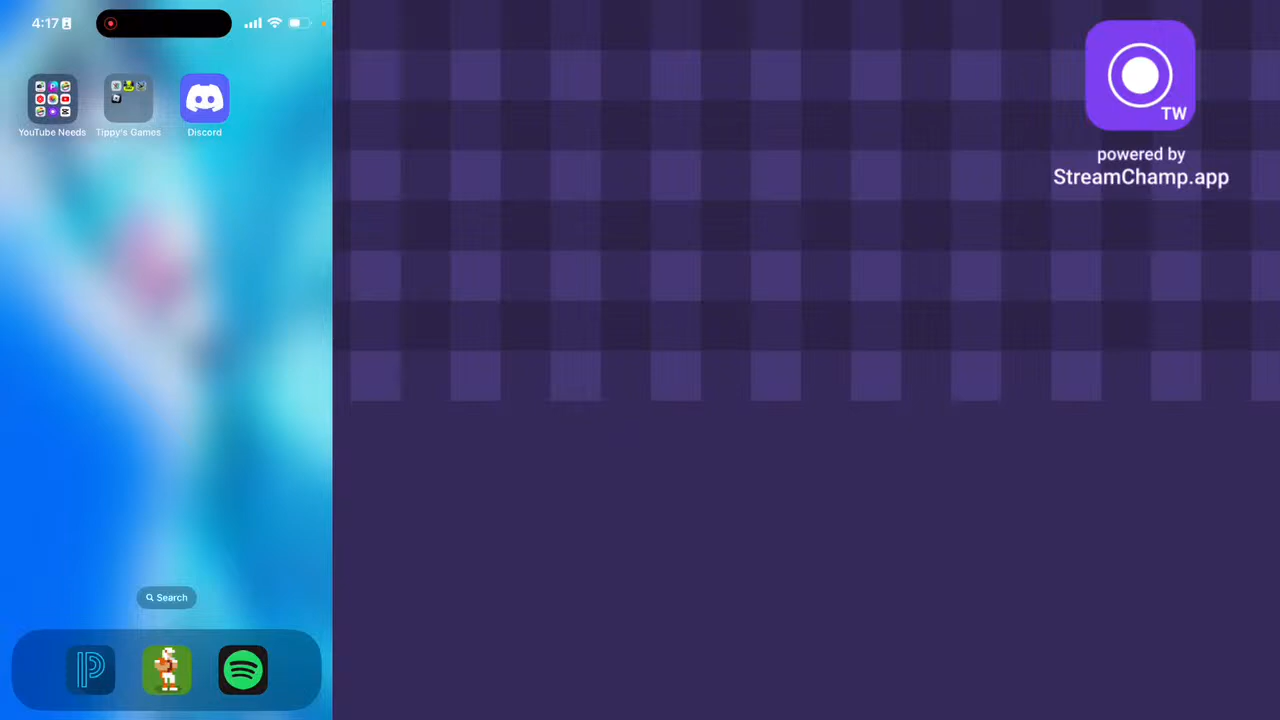 4:17
YouTube Needs
Tippy's Games
Discord
Search
TW
powered by
StreamChamp.app